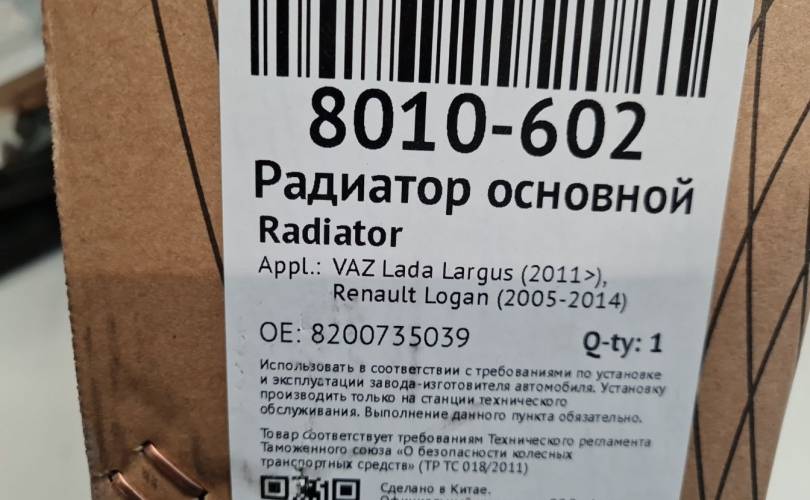 8010-602
Радиатор основной
Radiator
Appl.: VAZ Lada Largus (2011>),
Renault Logan (2005-2014)
OE: 8200735039 Q-ty: 1
Использовать в соответствии с требованиями по установке
и эксплуатации завода-изготовителя автомобиля. Установку
производить только на станции технического
обслуживания. Выполнение данного пункта обязательно.
Товар соответствует требованиям Технического регламента
Таможенного союза «О безопасности колесных
транспортных средств» (ТР ТС 018/2011)
Сделано в Китае.